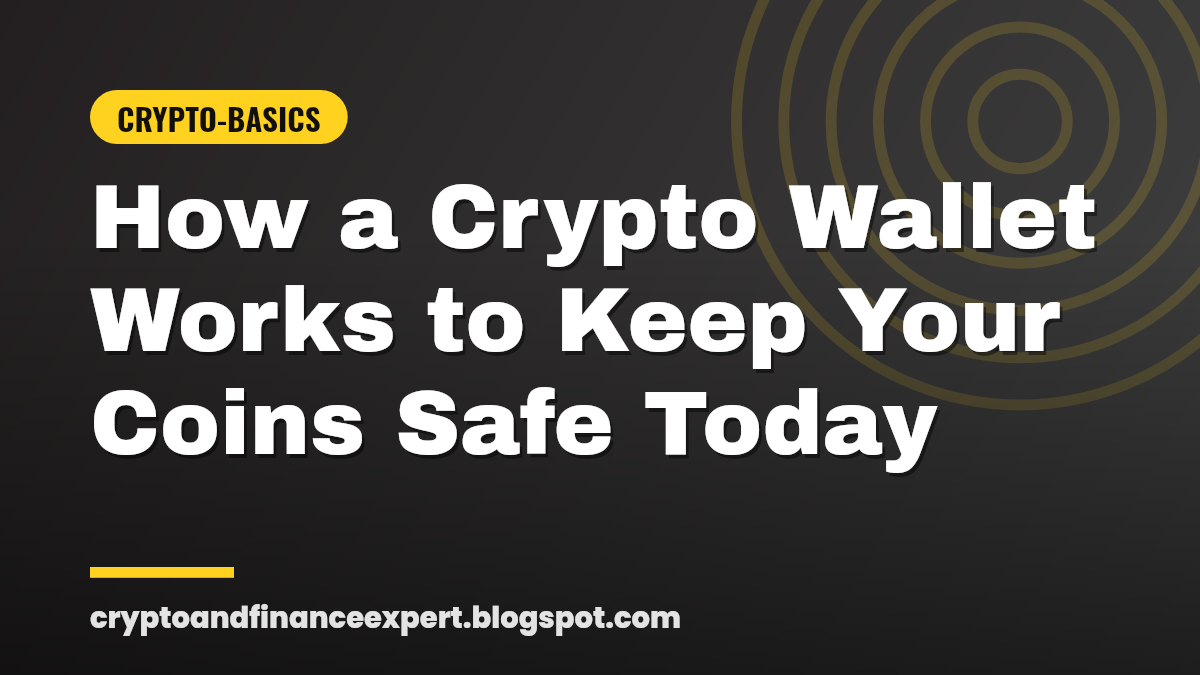 CRYPTO-BASICS
How a Crypto Wallet
Works to Keep Your
Coins Safe Today
cryptoandfinanceexpert.blogspot.com